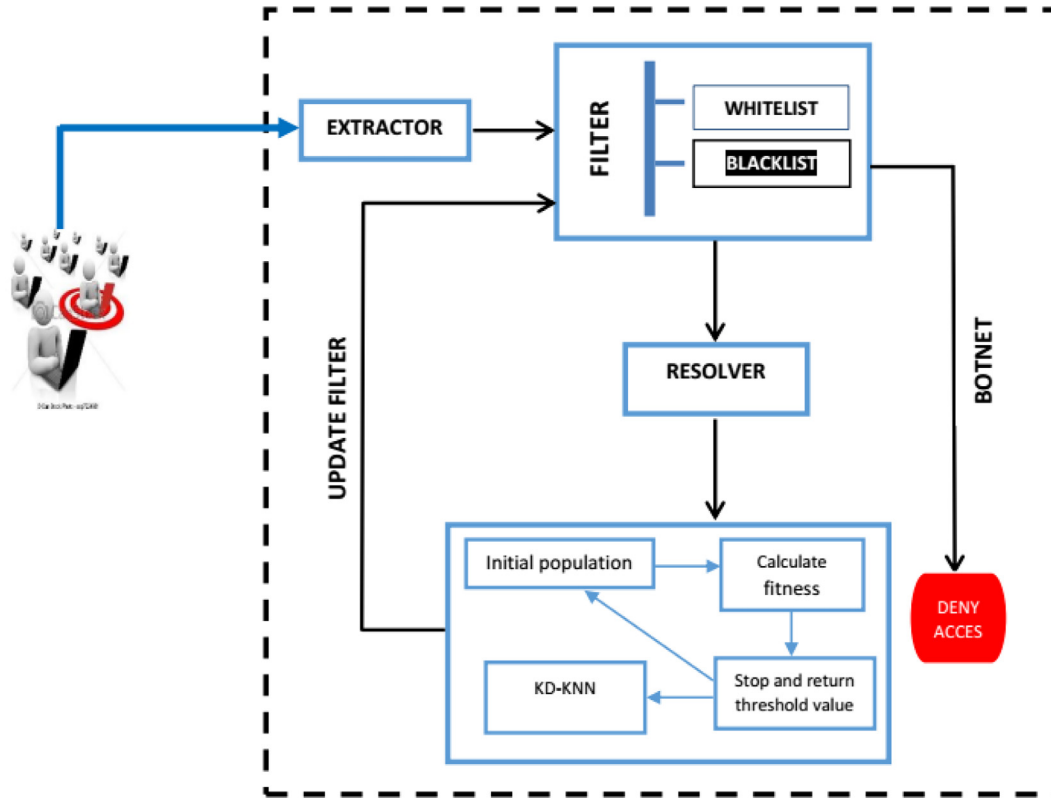 EXTRACTOR
FILTER
WHITELIST
BLACKLIST
UPDATE FILTER
RESOLVER
BOTNET
Initial population
Calculate
fitness
DENY
ACCES
KD-KNN
Stop and return
threshold value